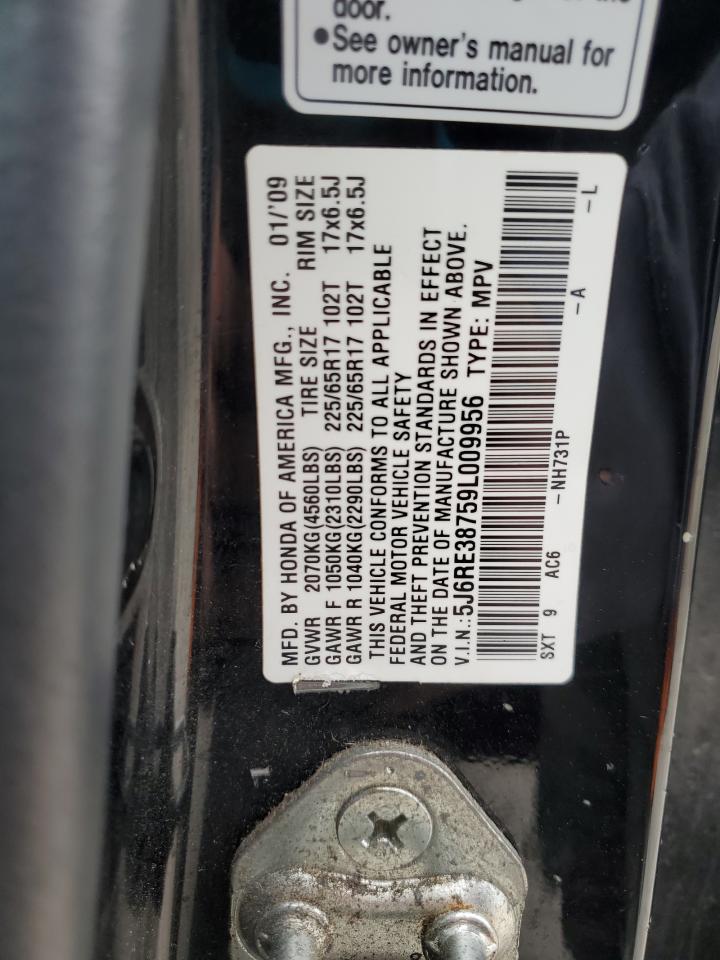 door.
•See owner's manual for
more information.
MFD. BY HONDA OF AMERICA MFG., INC. 01/'09
GVWR 2070KG(4560LBS) TIRE SIZE RIM SIZE
GAWR F 1050KG(2310LBS) 225/65R17 102T 17x6.5J
GAWR R 1040KG(2290LBS) 225/65R17 102T 17x6.5J
THIS VEHICLE CONFORMS TO ALL APPLICABLE
FEDERAL MOTOR VEHICLE SAFETY
AND THEFT PREVENTION STANDARDS IN EFFECT
ON THE DATE OF MANUFACTURE SHOWN ABOVE.
V.I.N.:5J6RE38759L009956 TYPE: MPV
SXT 9 AC6 -NH731P -A -L